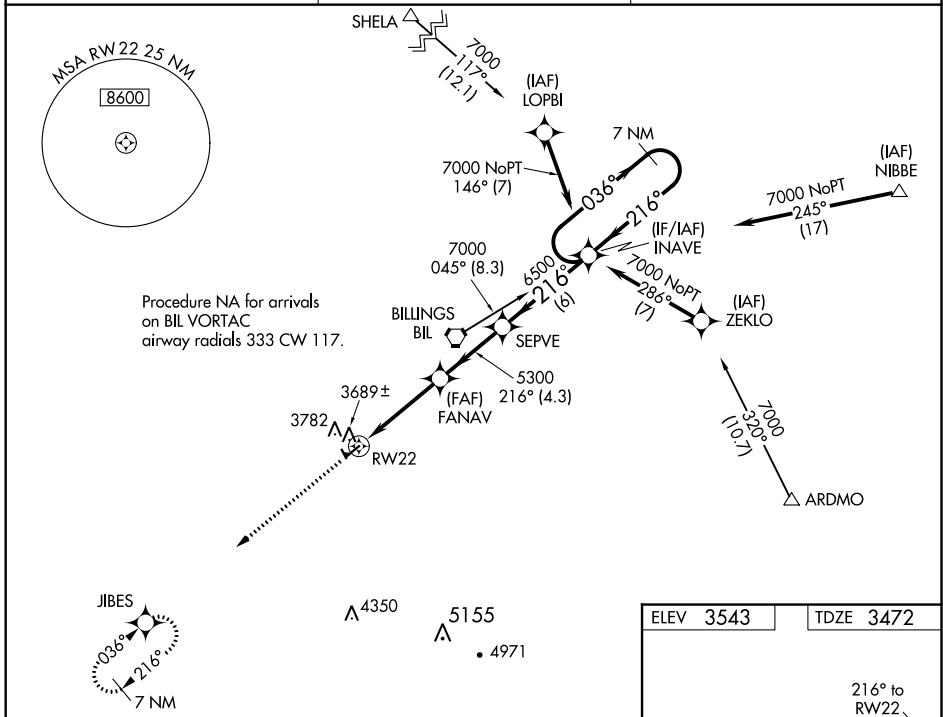 SHELA
7000
117°
(12.1)
MSA RW22 25 NM
8600
(IAF)
LOPBI
7 NM
7000 NoPT
146° (7)
036°
216°
(IAF)
NIBBE
7000 NoPT
245°
(17)
(IF/IAF)
INAVE
7000
045° (8.3)
6500
216°
(6)
7000 NoPT
286°
(7)
(IAF)
ZEKLO
Procedure NA for arrivals
on BIL VORTAC
airway radials 333 CW 117.
BILLINGS
BIL
SEPVE
5300
216° (4.3)
(FAF)
FANAV
3689±
3782
RW22
7000
320°
(10.7)
ARDMO
JIBES
036°
216°
7 NM
4350
5155
4971
ELEV 3543
TDZE 3472
216° to
RW22